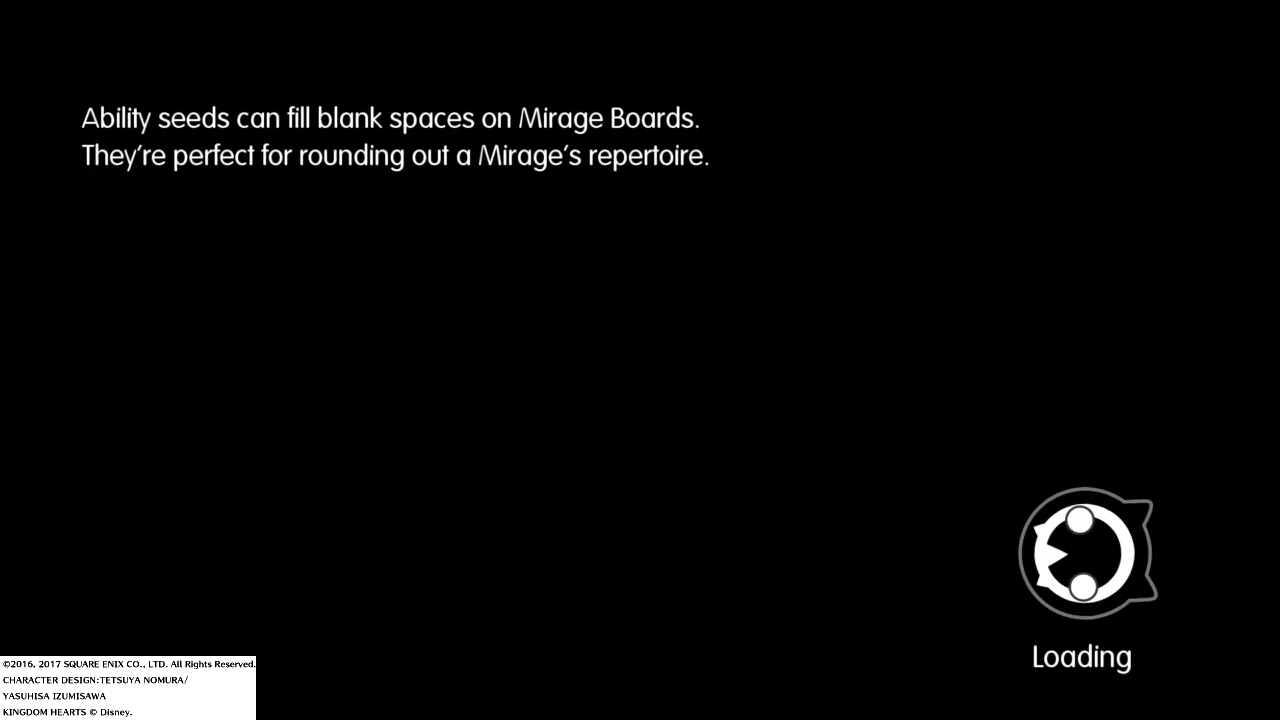 Ability seeds can fill blank spaces on Mirage Boards.
They're perfect for rounding out a Mirage's repertoire.
Loading
©2016, 2017 SQUARE ENIX CO., LTD. All Rights Reserved.
CHARACTER DESIGN:TETSUYA NOMURA/
YASUHISA IZUMISAWA
KINGDOM HEARTS © Disney.